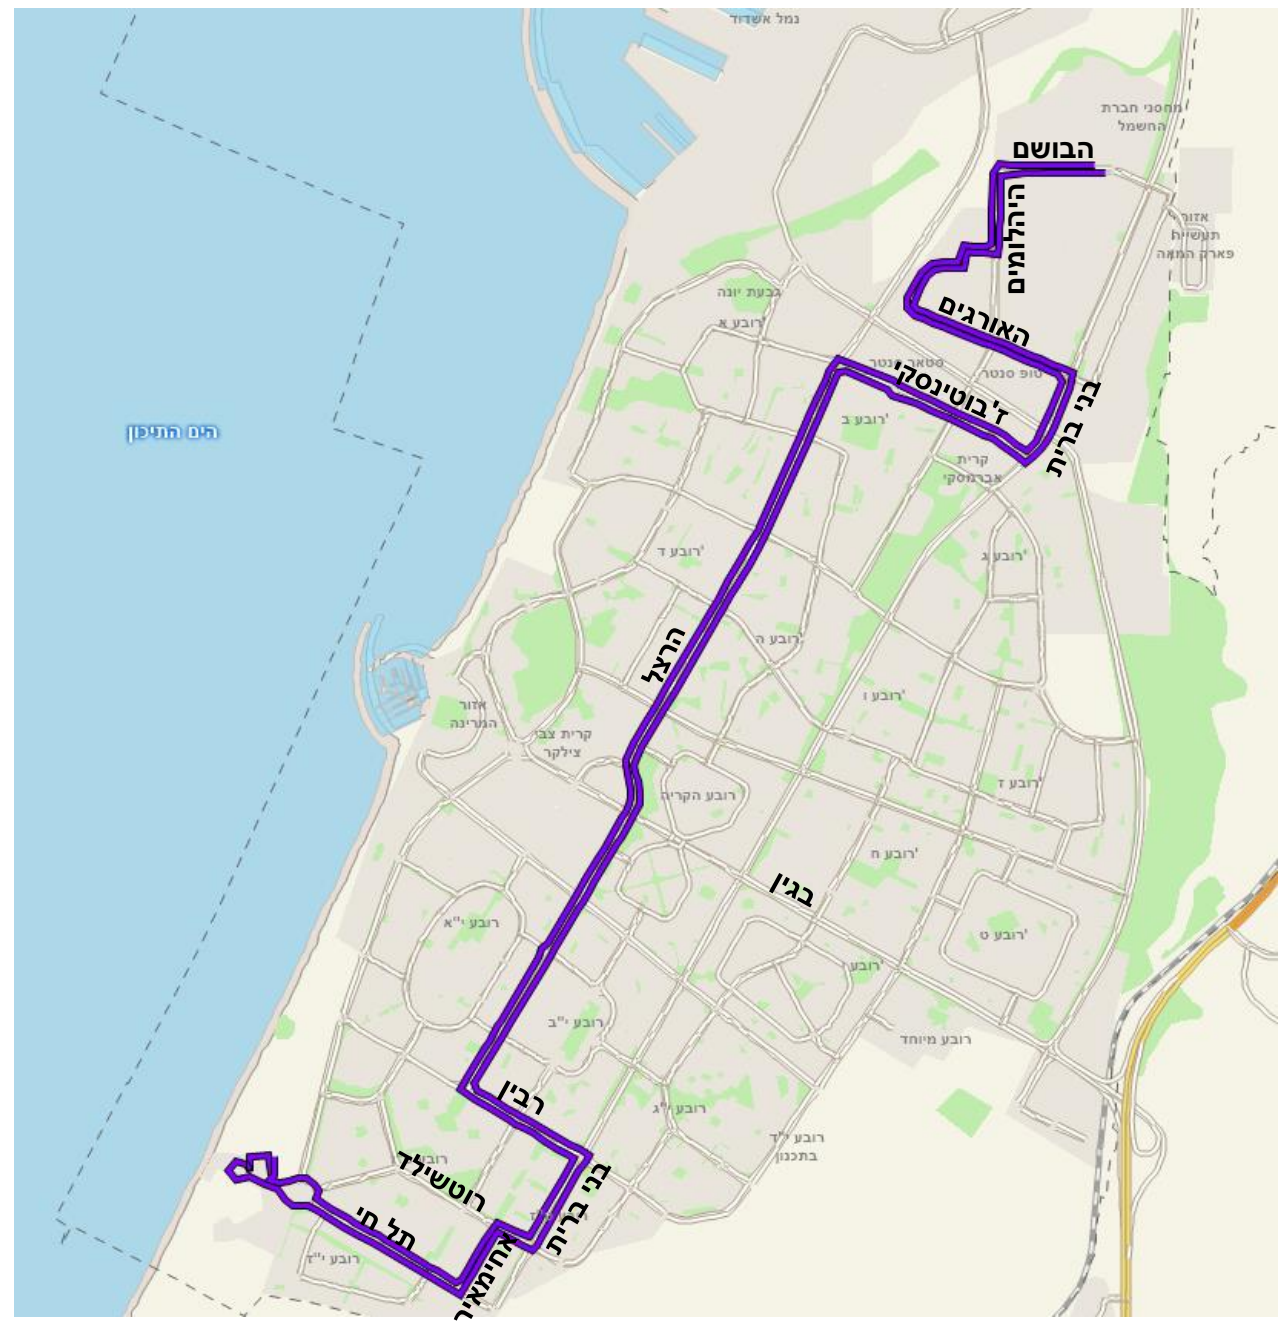 נמל אשדוד
מחסני חברת
החשמל
הבושם
היהלומים
אזור
תעשייה
פארק המאה
גבעת יונה
רובע א'
האורגים
סטאר סנטר
טופ סנטר
ז'בוטינסקי
בני ברית
רובע ב'
הים התיכון
קרית
אברמסקי
רובע ד'
רובע ג'
הרצל
רובע ה'
רובע ו'
אזור
המרינה
קרית צבי
צילקר
רובע הקריה
רובע ז'
רובע ח'
בגין
רובע י"א
רובע ט'
רובע י'
רובע י"ב
רובע מיוחד
רבין
רובע י"ג
רובע י"ד
בתכנון
רובע
רוטשילד
בני ברית
תל חי
אחימאיר
רובע י"ד